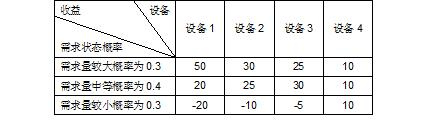 收益 设备
需求状态概率
设备1 设备2 设备3 设备4
需求量较大概率为0.3 50 30 25 10
需求量中等概率为0.4 20 25 30 10
需求量较小概率为0.3 -20 -10 -5 10